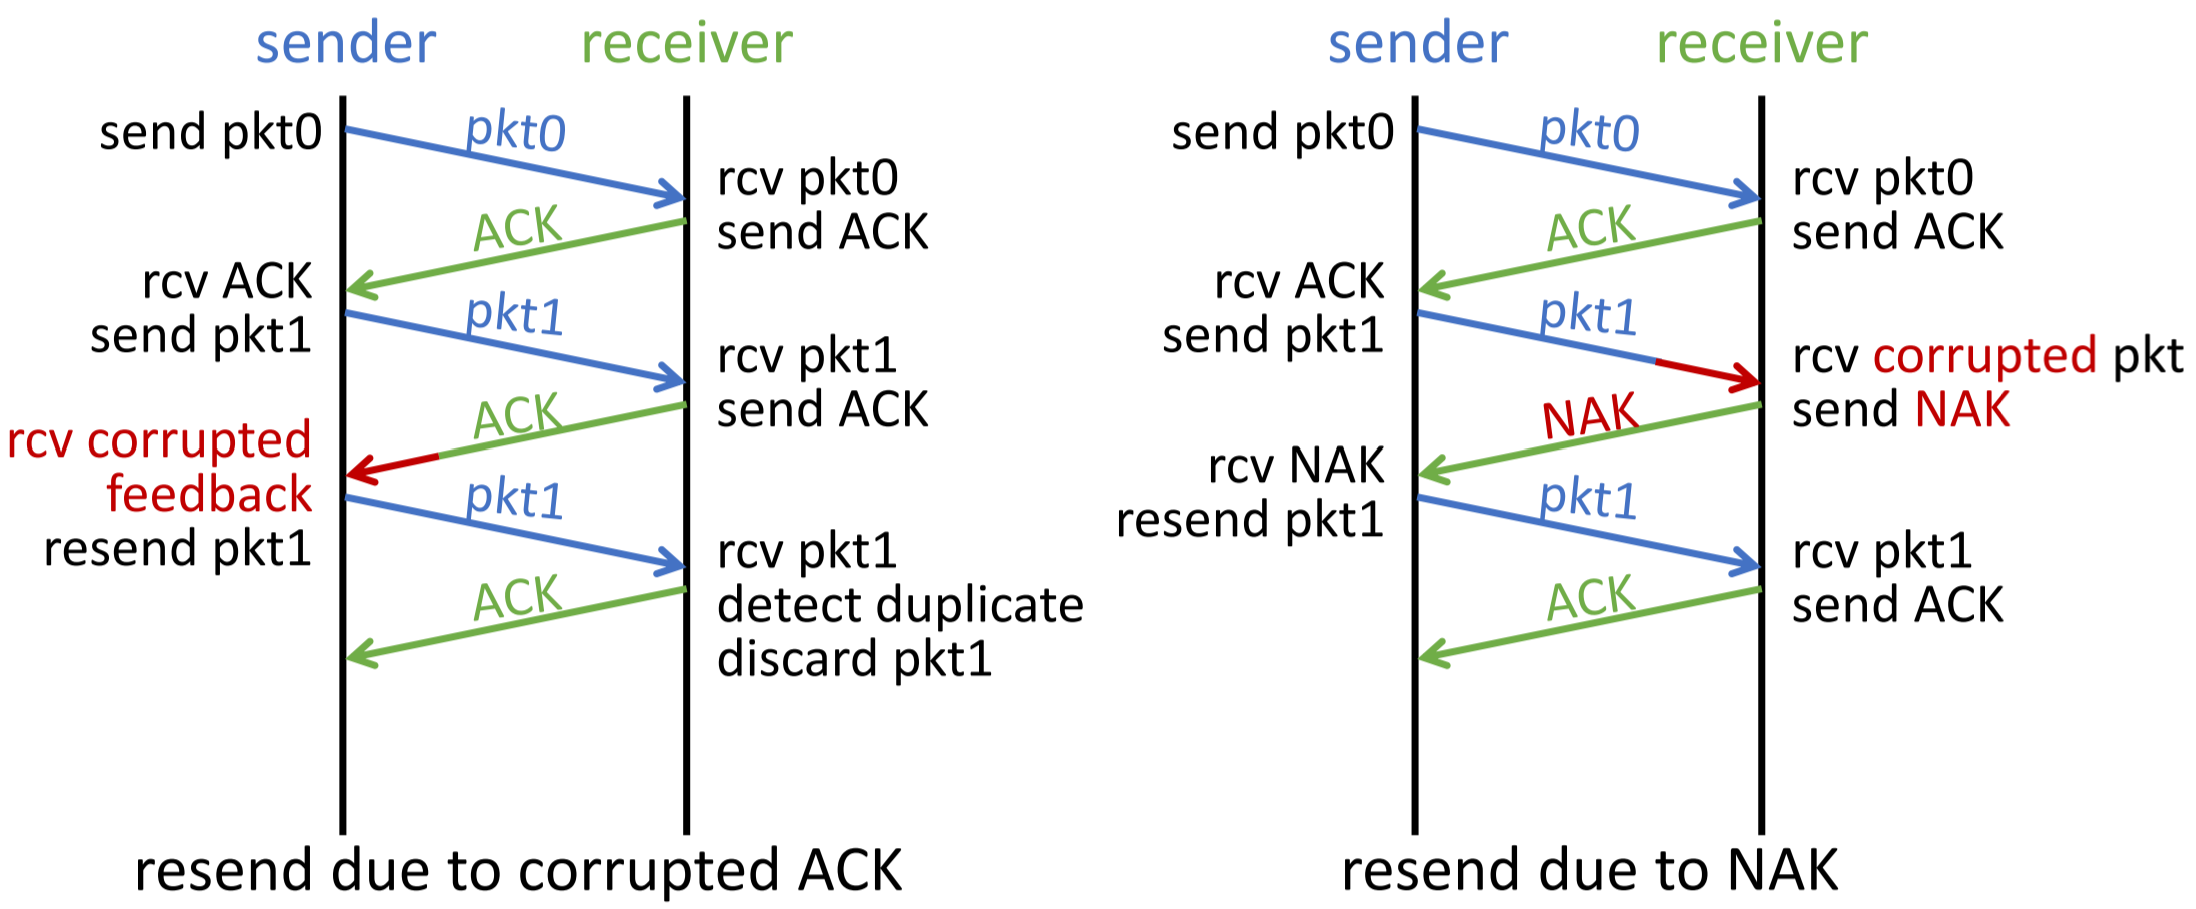 sender receiver
send pkt0
pkt0
rcv pkt0
send ACK
ACK
rcv ACK
send pkt1
pkt1
rcv pkt1
send ACK
ACK
rcv corrupted
feedback
resend pkt1
pkt1
rcv pkt1
detect duplicate
discard pkt1
ACK
resend due to corrupted ACK
sender receiver
send pkt0
pkt0
rcv pkt0
send ACK
ACK
rcv ACK
send pkt1
pkt1
rcv corrupted pkt
send NAK
NAK
rcv NAK
resend pkt1
pkt1
rcv pkt1
send ACK
ACK
resend due to NAK